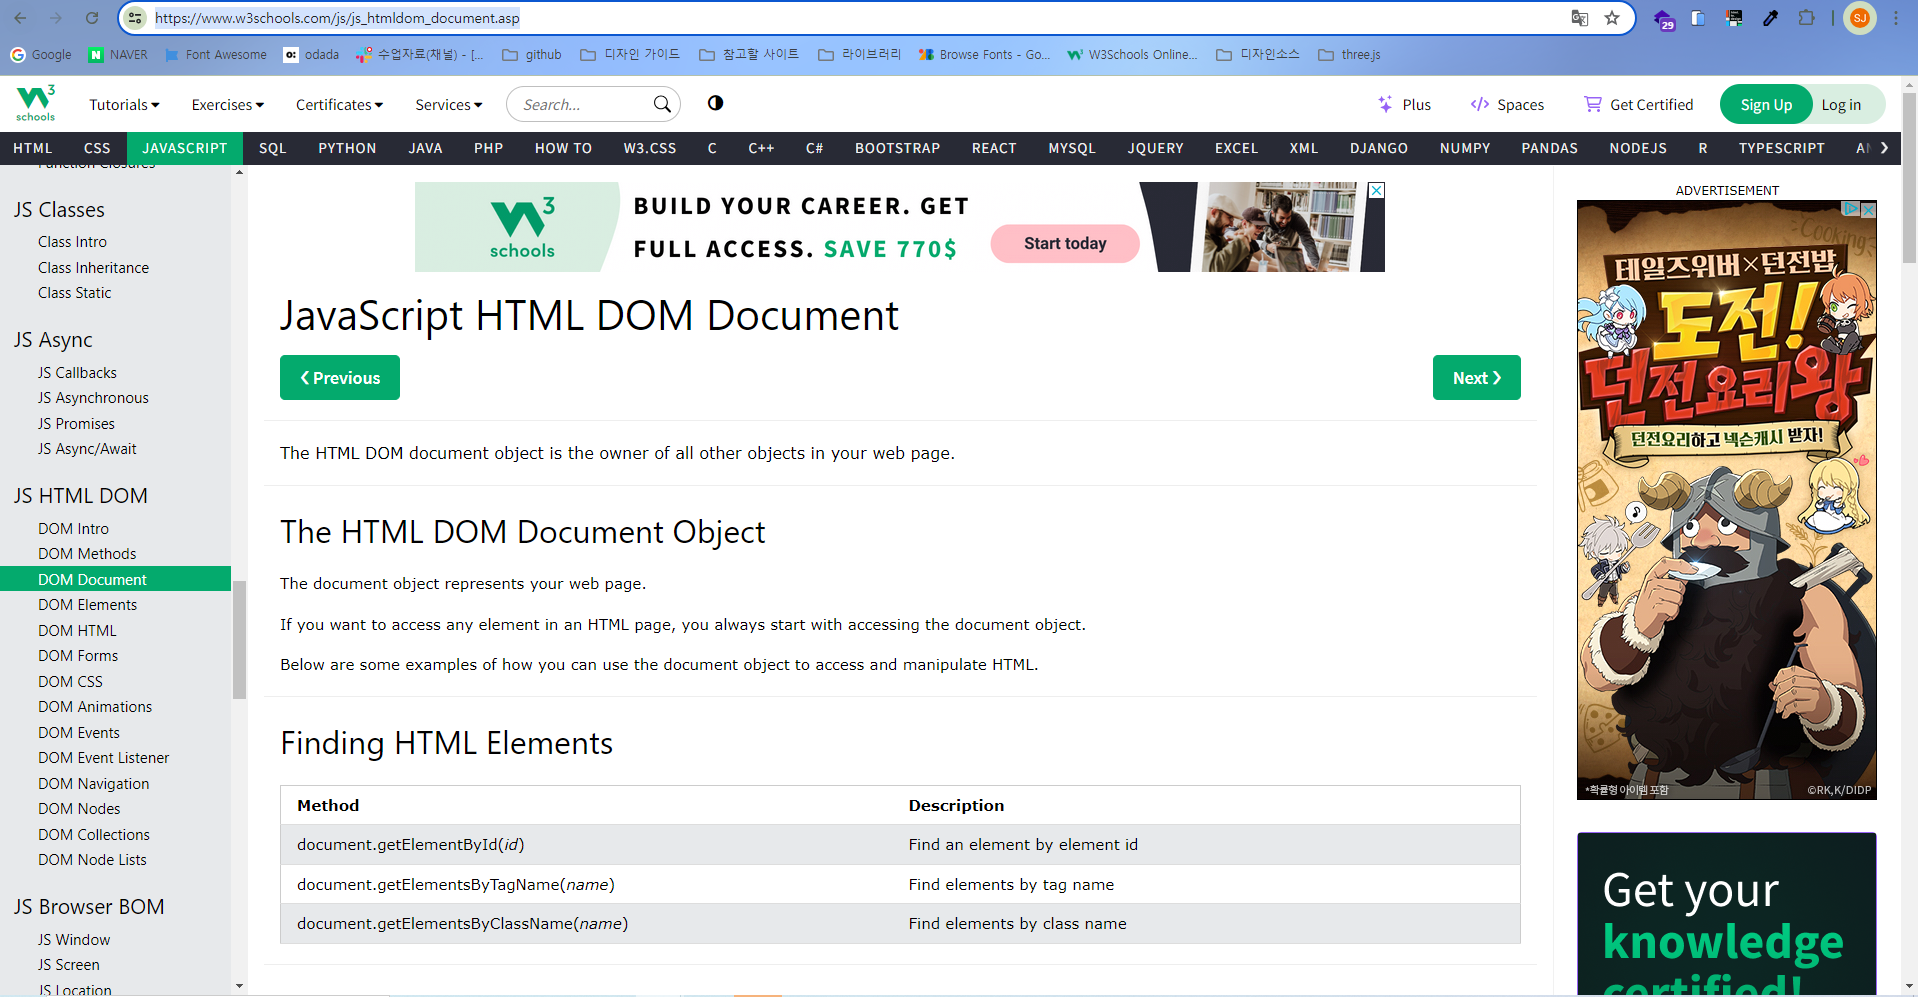 https://www.w3schools.com/js/js_htmldom_document.asp
29
SJ
Google
NAVER
Font Awesome
o:
odada
수업자료(채널) - [...
github
디자인 가이드
참고할 사이트
라이브러리
Browse Fonts - Go...
W3Schools Online...
디자인소스
three.js
W3
schools
Tutorials
Exercises
Certificates
Services
Search...
Plus
Spaces
Get Certified
Sign Up
Log in
HTML
CSS
JAVASCRIPT
SQL
PYTHON
JAVA
PHP
HOW TO
W3.CSS
C
C++
C#
BOOTSTRAP
REACT
MYSQL
JQUERY
EXCEL
XML
DJANGO
NUMPY
PANDAS
NODEJS
R
TYPESCRIPT
Function Closures
JS Classes
Class Intro
Class Inheritance
Class Static
JS Async
JS Callbacks
JS Asynchronous
JS Promises
JS Async/Await
JS HTML DOM
DOM Intro
DOM Methods
DOM Document
DOM Elements
DOM HTML
DOM Forms
DOM CSS
DOM Animations
DOM Events
DOM Event Listener
DOM Navigation
DOM Nodes
DOM Collections
DOM Node Lists
JS Browser BOM
JS Window
JS Screen
JS Location
W3
schools
BUILD YOUR CAREER. GET
FULL ACCESS. SAVE 770$
Start today
JavaScript HTML DOM Document
❮ Previous
Next ❯
The HTML DOM document object is the owner of all other objects in your web page.
The HTML DOM Document Object
The document object represents your web page.
If you want to access any element in an HTML page, you always start with accessing the document object.
Below are some examples of how you can use the document object to access and manipulate HTML.
Finding HTML Elements
Method Description
document.getElementById(id) Find an element by element id
document.getElementsByTagName(name) Find elements by tag name
document.getElementsByClassName(name) Find elements by class name
ADVERTISEMENT
Cooking
테일즈위버×던전밥
도전!
던전요리왕
던전요리하고 넥슨캐시 받자!
*확률형 아이템 포함
©RK,K/DIDP
Get your
knowledge
certified!